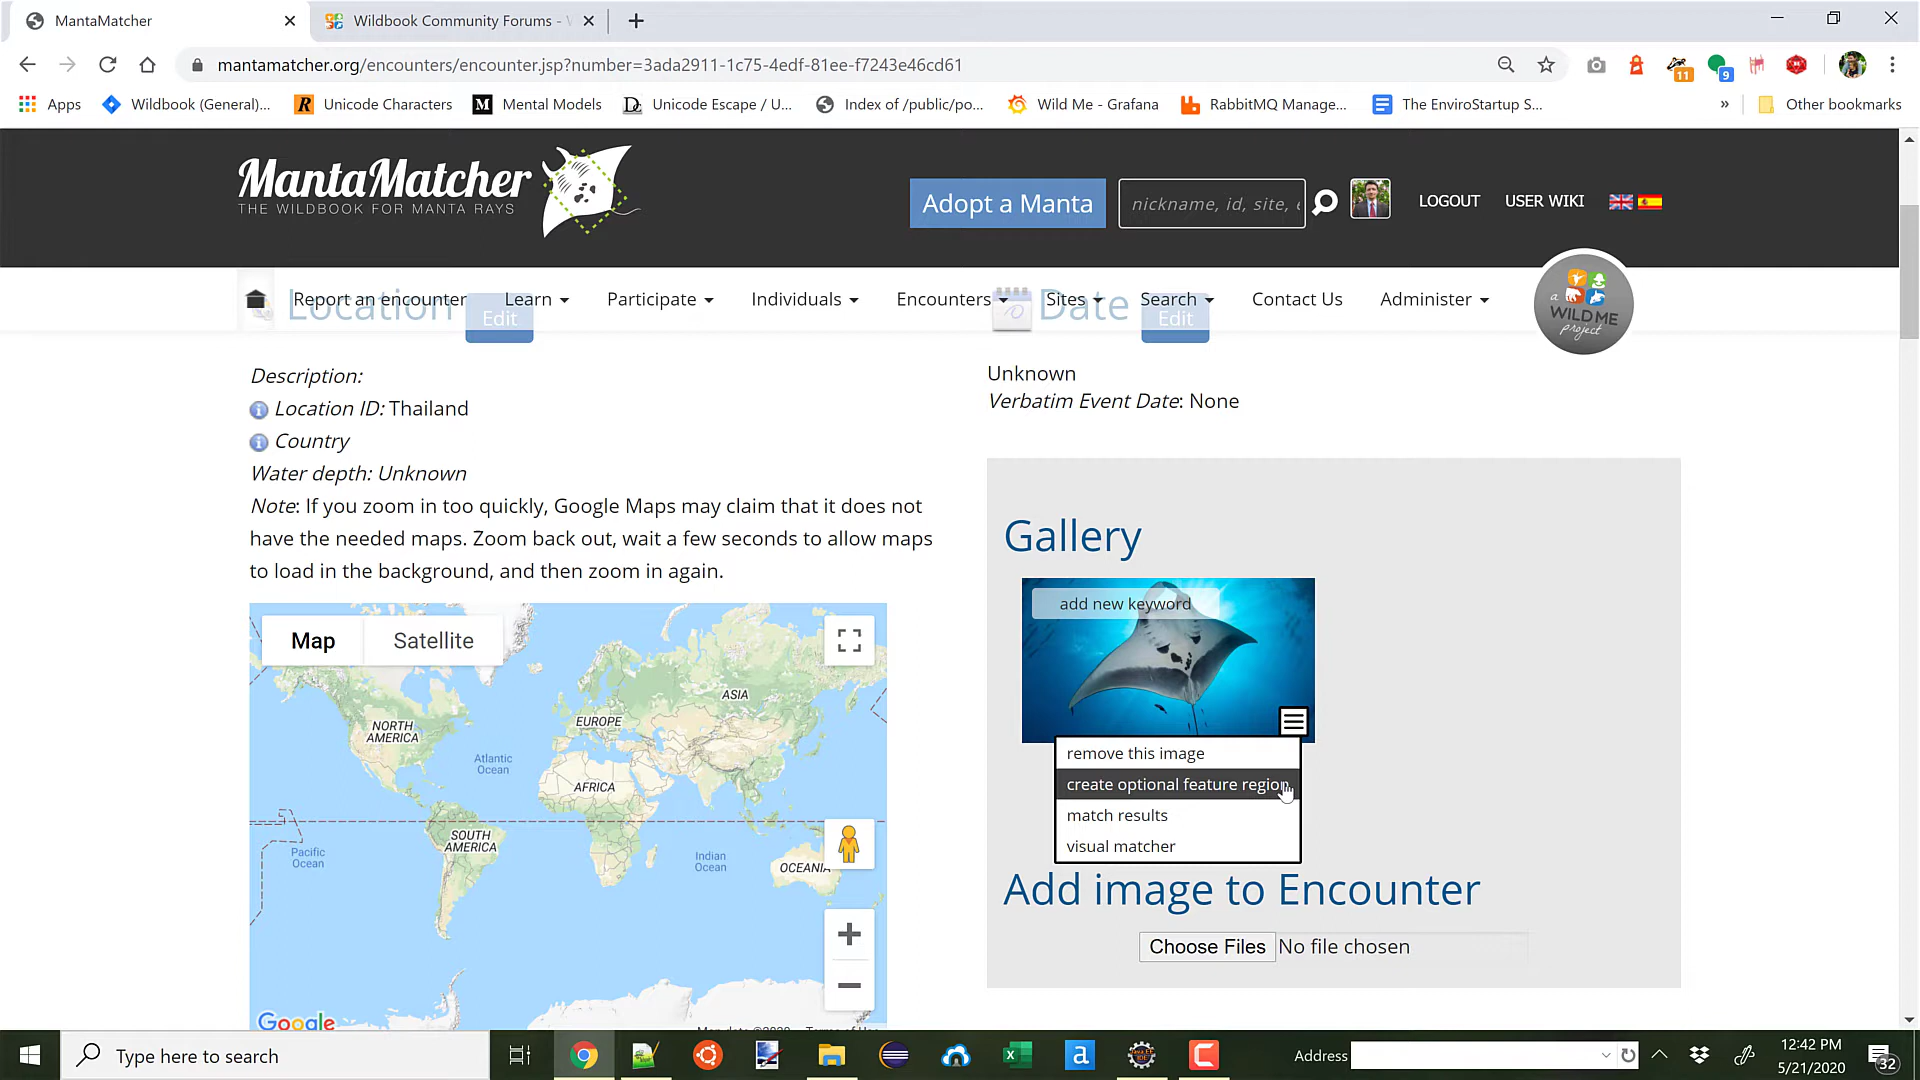 MantaMatcher
Wildbook Community Forums -
mantamatcher.org/encounters/encounter.jsp?number=3ada2911-1c75-4edf-81ee-f7243e46cd61
11
9
Apps
Wildbook (General)...
Unicode Characters
Mental Models
Unicode Escape / U...
Index of /public/po...
Wild Me - Grafana
RabbitMQ Manage...
The EnviroStartup S...
»
Other bookmarks
MantaMatcher
THE WILDBOOK FOR MANTA RAYS
Adopt a Manta
nickname, id, site, e
LOGOUT
USER WIKI
Report an encounter
Learn
Participate
Individuals
Encounters
Sites
Search
Contact Us
Administer
a
WILD ME
project
Location
Edit
Date
Edit
Description:
Location ID: Thailand
Country
Water depth: Unknown
Note: If you zoom in too quickly, Google Maps may claim that it does not
have the needed maps. Zoom back out, wait a few seconds to allow maps
to load in the background, and then zoom in again.
Unknown
Verbatim Event Date: None
Map
Satellite
NORTH
AMERICA
Atlantic
Ocean
EUROPE
ASIA
AFRICA
SOUTH
AMERICA
Pacific
Ocean
Indian
Ocean
OCEANIA
+
−
Google
Map data ©2020
Terms of Use
Gallery
add new keyword
remove this image
create optional feature region
match results
visual matcher
Add image to Encounter
Choose Files No file chosen
Type here to search
Address
12:42 PM
5/21/2020
32